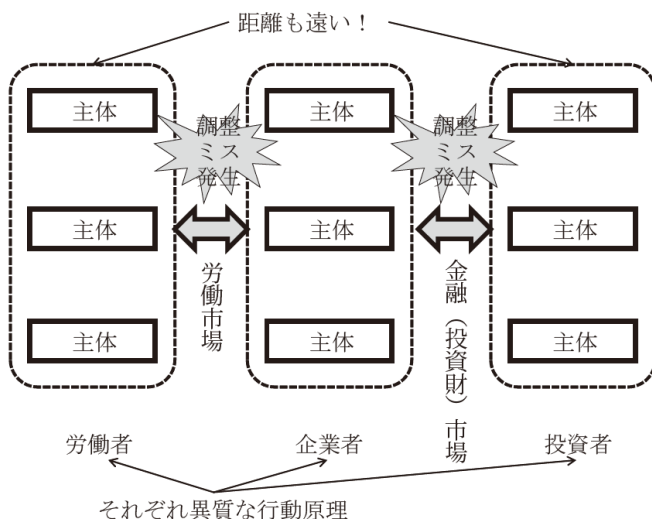 距離も遠い！
主体
主体
主体
調整
ミス
発生
調整
ミス
発生
主体
主体
主体
労働市場
金融（投資財）市場
主体
主体
主体
労働者
企業者
投資者
それぞれ異質な行動原理